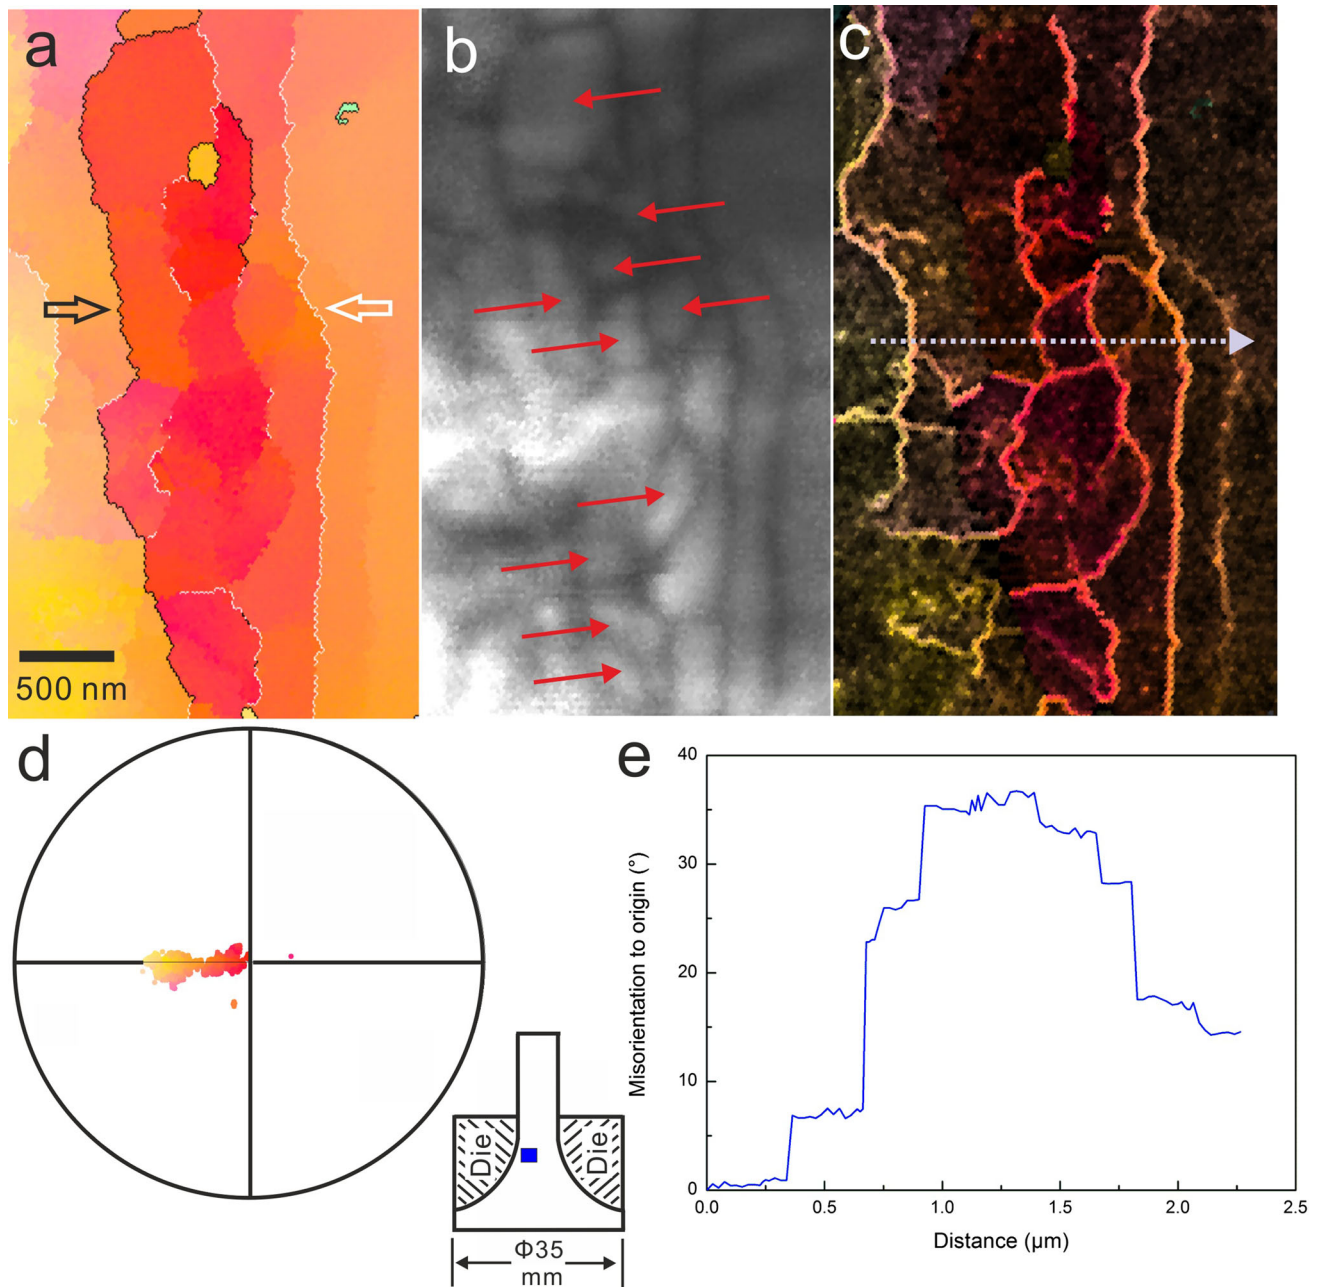 a
b
c
500 nm
d
e
Die
Die
Φ35
mm
Misorientation to origin (°)
40
30
20
10
0
0.0 0.5 1.0 1.5 2.0 2.5
Distance (µm)